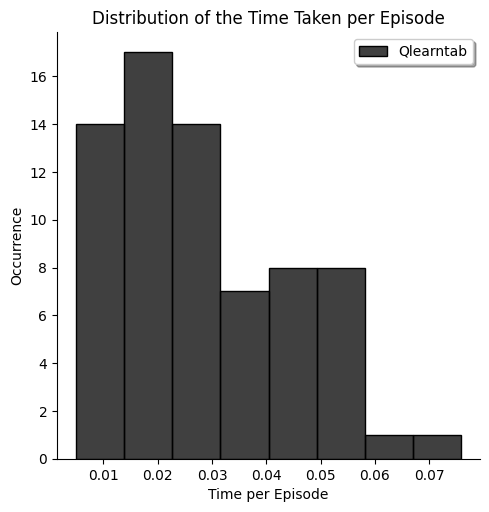 Distribution of the Time Taken per Episode
Qlearntab
16
14
12
10
8
6
4
2
0
Occurrence
0.01 0.02 0.03 0.04 0.05 0.06 0.07
Time per Episode